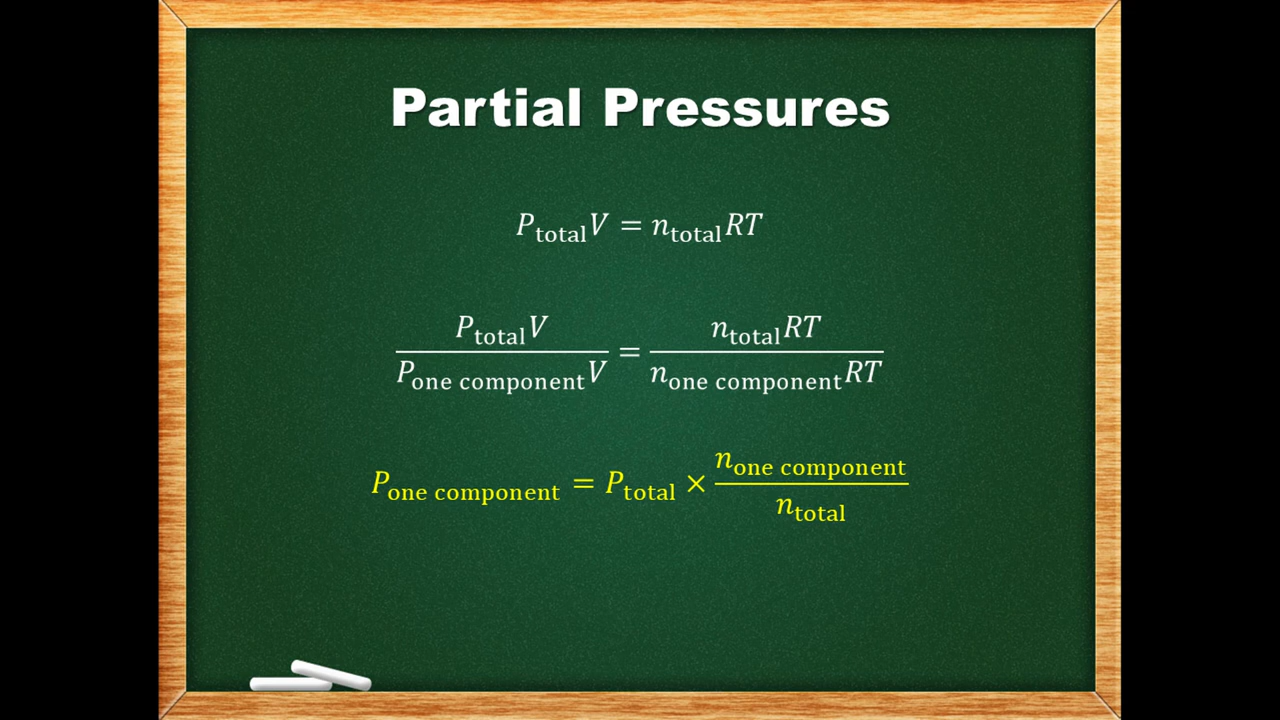 Partial Pressures
P_total V = n_total RT
P_total V / P_one component V = n_total RT / n_one component RT
P_one component = P_total × n_one component / n_total